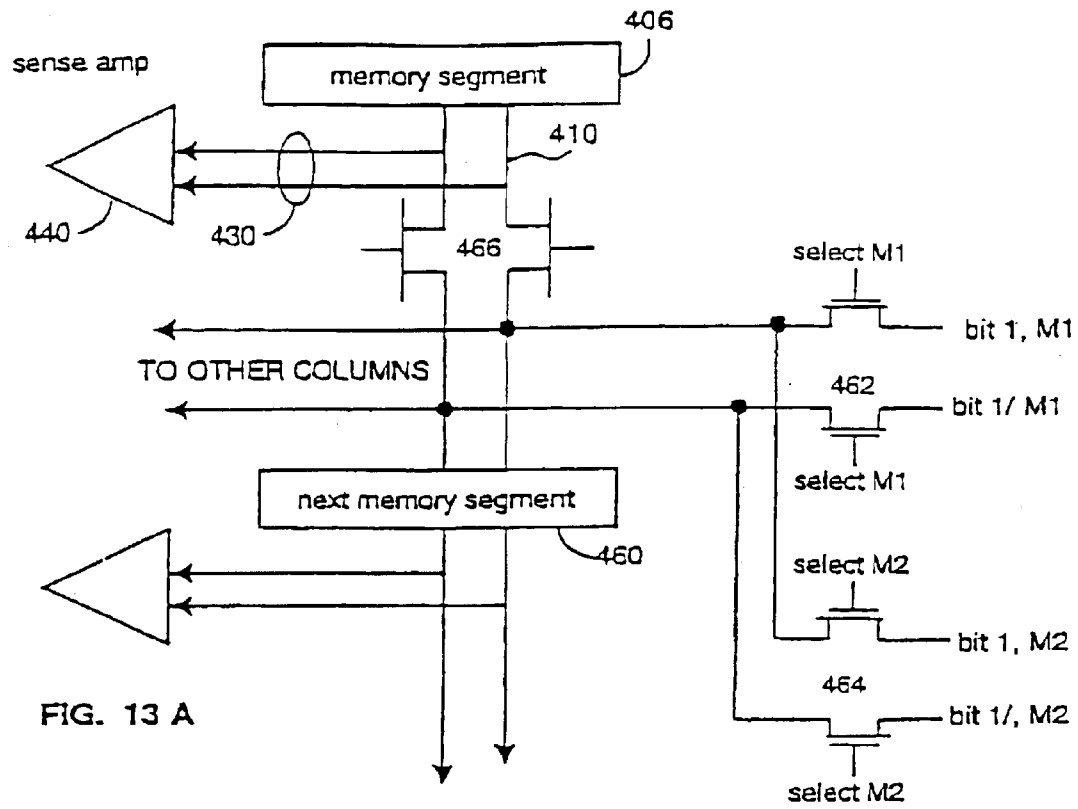 406
sense amp
memory segment
410
440
430
466
select M1
bit 1, M1
TO OTHER COLUMNS
462
bit 1/ M1
select M1
next memory segment
460
select M2
bit 1, M2
464
FIG. 13 A
bit 1/, M2
select M2